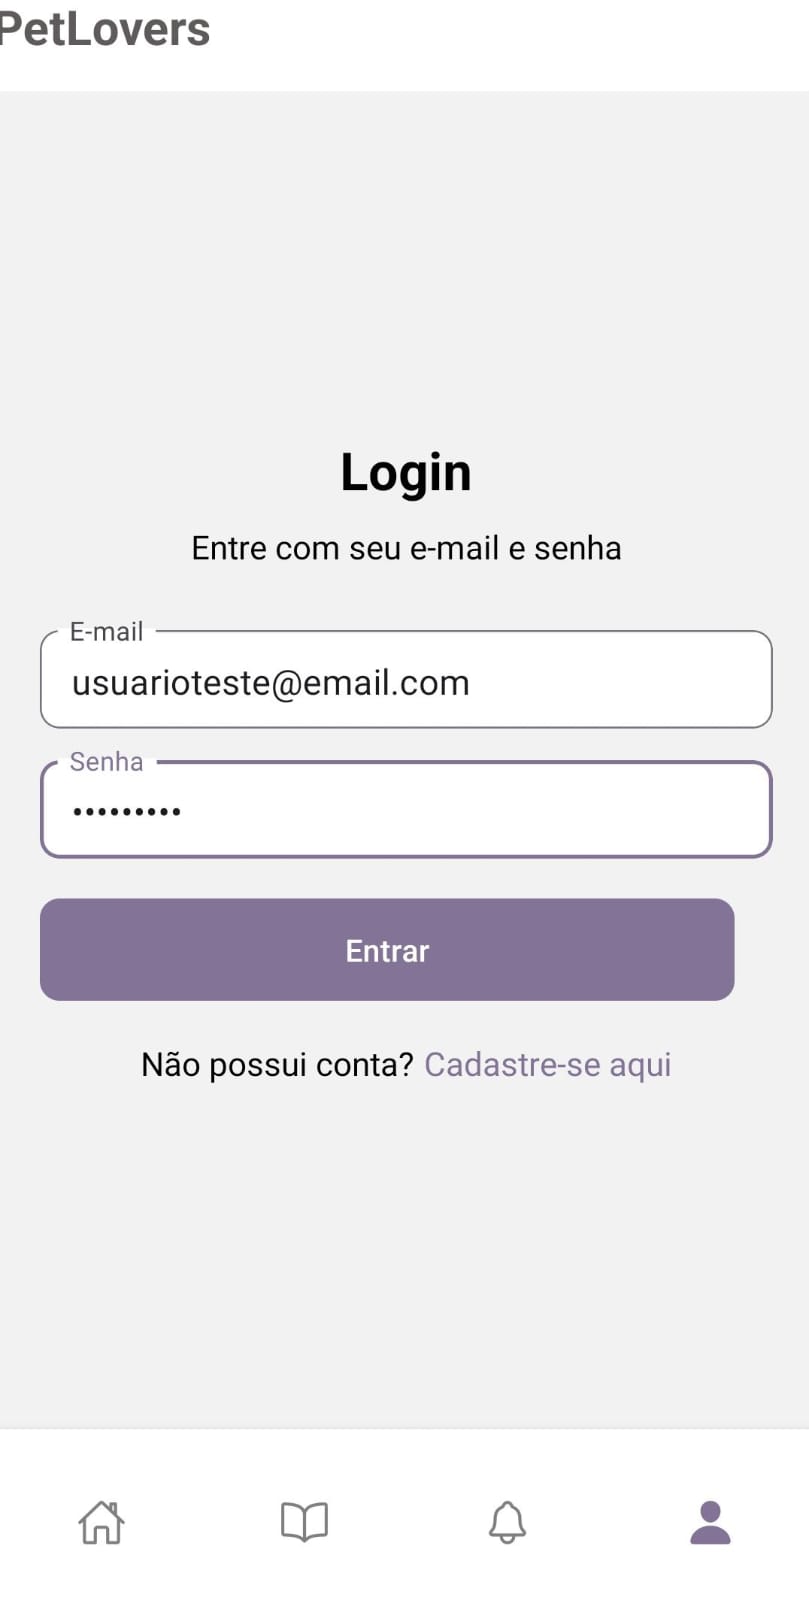 PetLovers
Login
Entre com seu e-mail e senha
E-mail
usuarioteste@email.com
Senha
•••••••••
Entrar
Não possui conta? Cadastre-se aqui